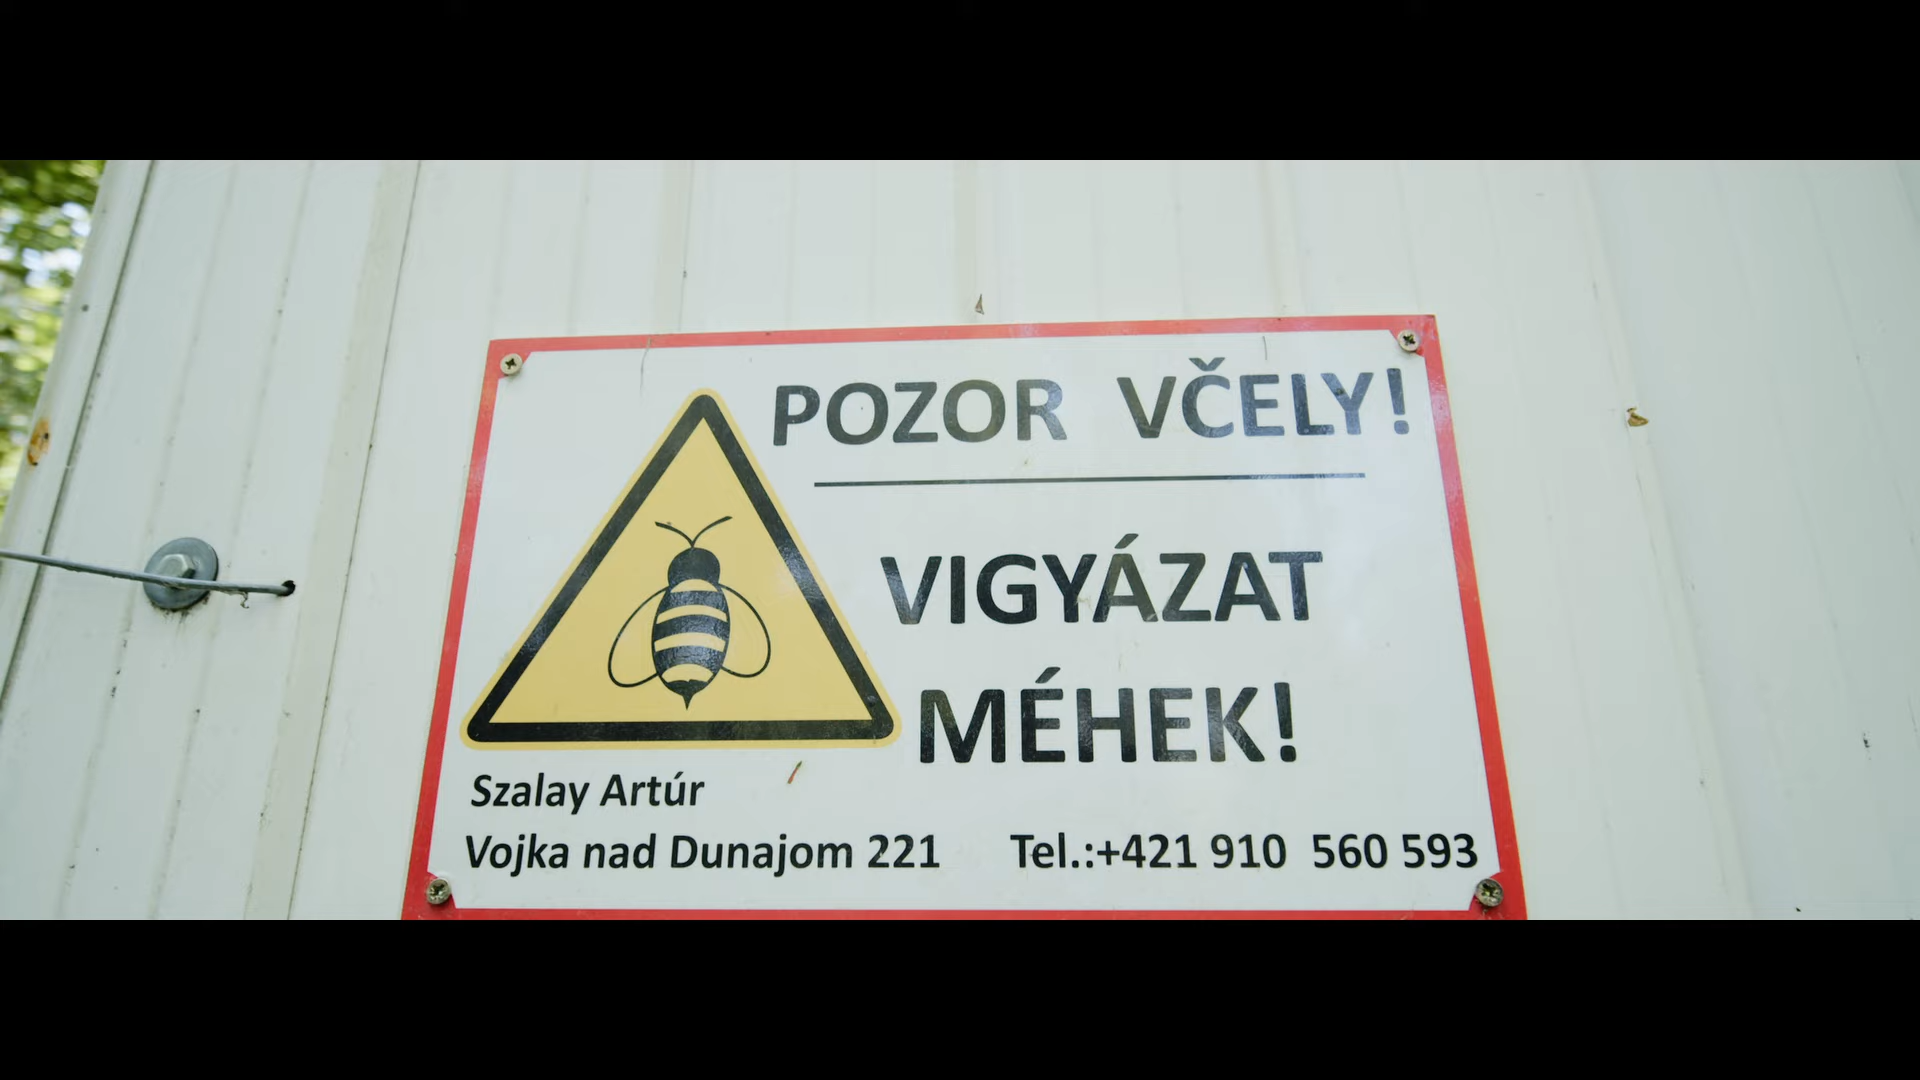 POZOR VČELY!
VIGYÁZAT
MÉHEK!
Szalay Artúr
Vojka nad Dunajom 221 Tel.:+421 910 560 593